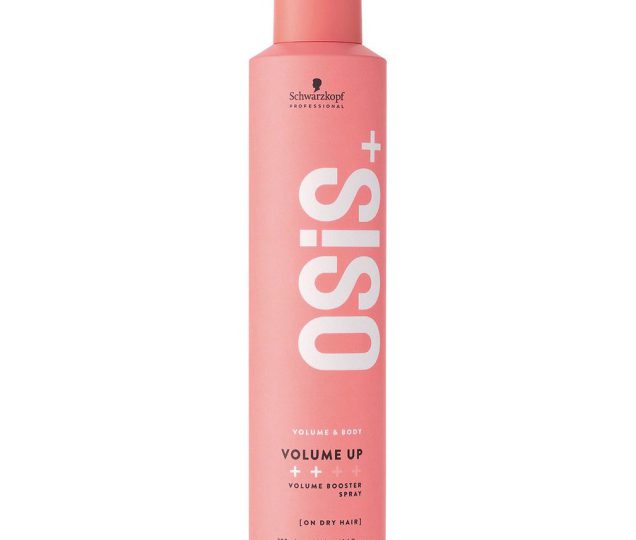 Schwarzkopf
PROFESSIONAL
OSiS+
VOLUME & BODY
VOLUME UP
++++
VOLUME BOOSTER
SPRAY
[ON DRY HAIR]